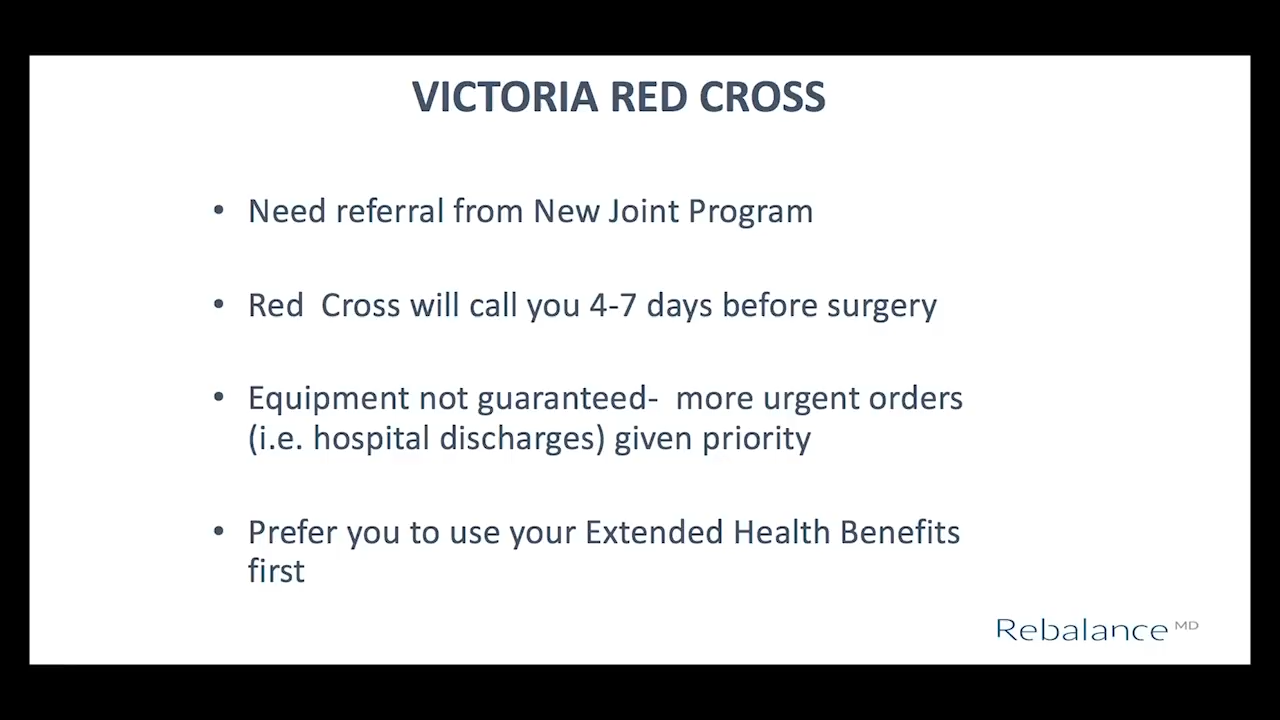 VICTORIA RED CROSS
• Need referral from New Joint Program
• Red  Cross will call you 4-7 days before surgery
• Equipment not guaranteed-  more urgent orders
(i.e. hospital discharges) given priority
• Prefer you to use your Extended Health Benefits
first
Rebalance MD